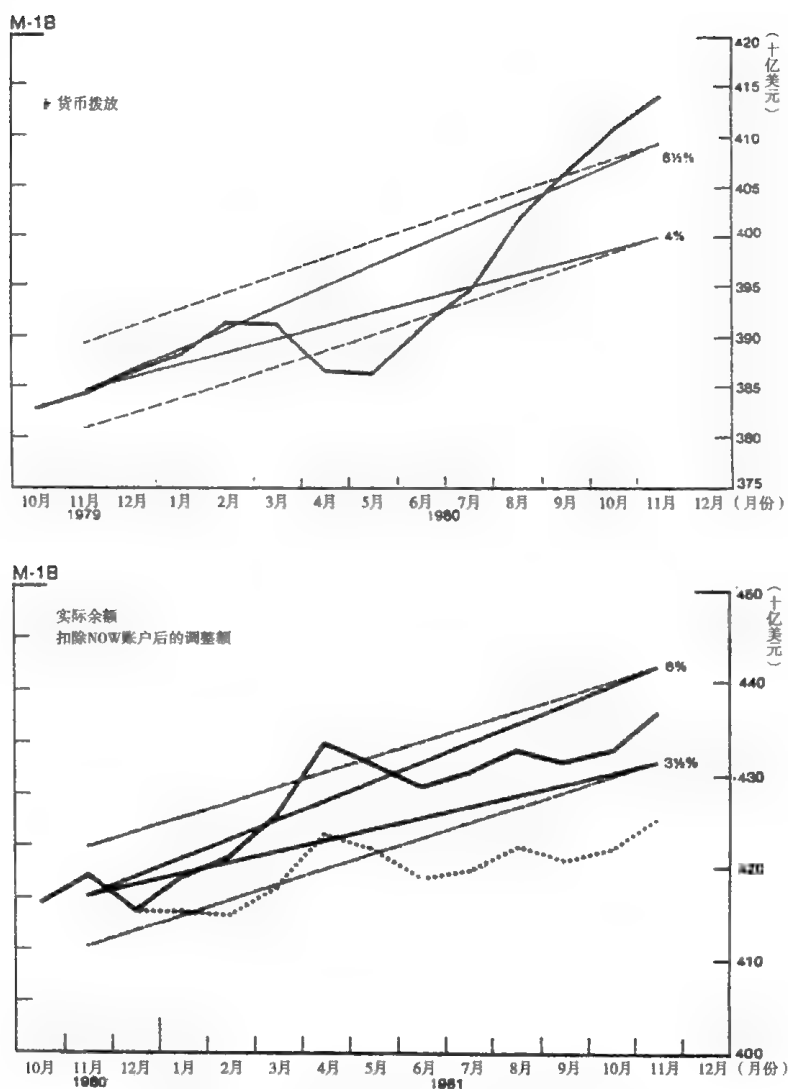 M-1B
货币拨放
420
415
410
405
400
395
390
385
380
375
(十亿美元)
6½%
4%
10月 11月 12月 1月 2月 3月 4月 5月 6月 7月 8月 9月 10月 11月 12月 (月份)
1979 1980
M-1B
实际余额
扣除NOW账户后的调整额
450
440
430
420
410
400
(十亿美元)
6%
3½%
10月 11月 12月 1月 2月 3月 4月 5月 6月 7月 8月 9月 10月 11月 12月 (月份)
1980 1981